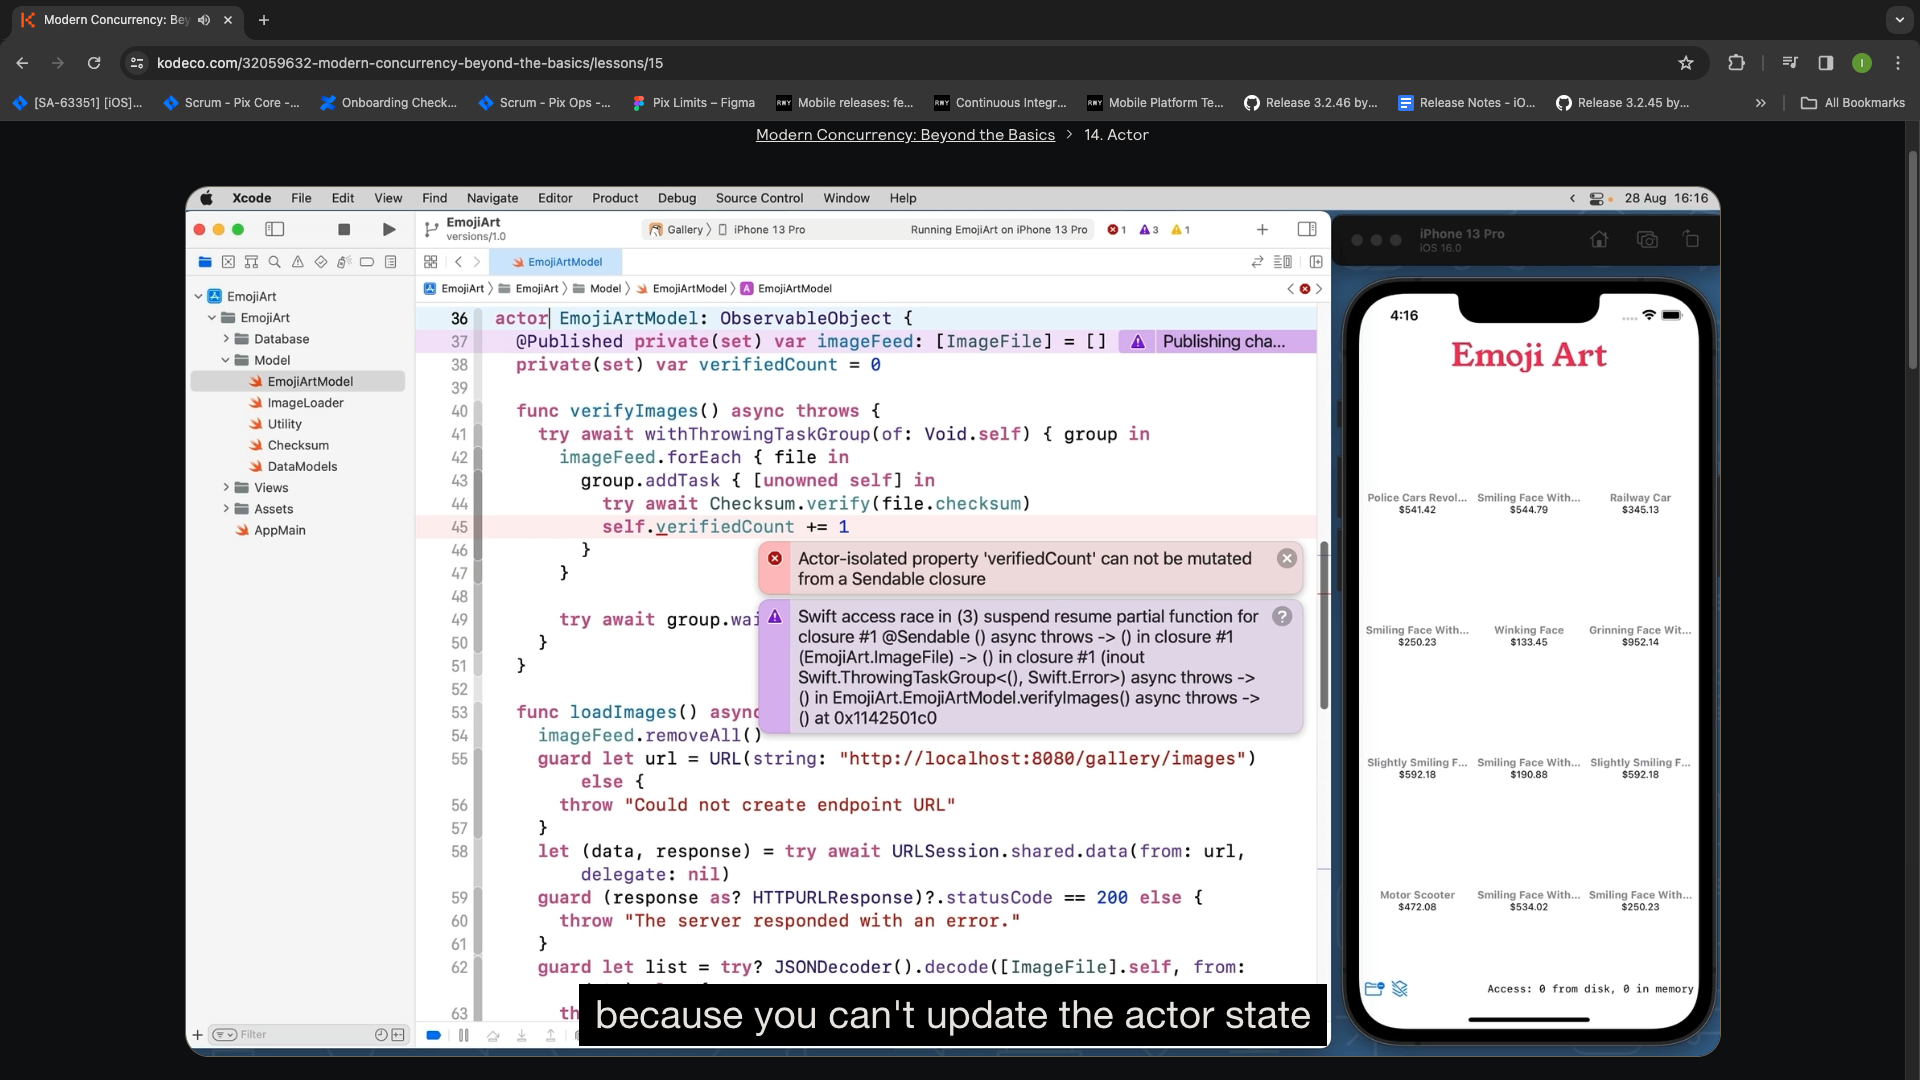 Modern Concurrency: Bey
kodeco.com/32059632-modern-concurrency-beyond-the-basics/lessons/15
[SA-63351] [iOS]...
Scrum - Pix Core -...
Onboarding Check...
Scrum - Pix Ops -...
Pix Limits – Figma
Mobile releases: fe...
Continuous Integr...
Mobile Platform Te...
Release 3.2.46 by...
Release Notes - iO...
Release 3.2.45 by...
All Bookmarks
Modern Concurrency: Beyond the Basics > 14. Actor
Xcode File Edit View Find Navigate Editor Product Debug Source Control Window Help
28 Aug 16:16
EmojiArt
versions/1.0
Gallery 〉 iPhone 13 Pro
Running EmojiArt on iPhone 13 Pro
1 3 1
EmojiArtModel
EmojiArt 〉 EmojiArt 〉 Model 〉 EmojiArtModel 〉 A EmojiArtModel
EmojiArt
EmojiArt
Database
Model
EmojiArtModel
ImageLoader
Utility
Checksum
DataModels
Views
Assets
AppMain
Filter
36 actor EmojiArtModel: ObservableObject {
37 @Published private(set) var imageFeed: [ImageFile] = []
Publishing cha...
38 private(set) var verifiedCount = 0
39
40 func verifyImages() async throws {
41 try await withThrowingTaskGroup(of: Void.self) { group in
42 imageFeed.forEach { file in
43 group.addTask { [unowned self] in
44 try await Checksum.verify(file.checksum)
45 self.verifiedCount += 1
46 }
47 }
48
49 try await group.wai
50 }
51 }
52
53 func loadImages() async
54 imageFeed.removeAll()
55 guard let url = URL(string: "http://localhost:8080/gallery/images")
else {
56 throw "Could not create endpoint URL"
57 }
58 let (data, response) = try await URLSession.shared.data(from: url,
delegate: nil)
59 guard (response as? HTTPURLResponse)?.statusCode == 200 else {
60 throw "The server responded with an error."
61 }
62 guard let list = try? JSONDecoder().decode([ImageFile].self, from:
63 th
Actor-isolated property 'verifiedCount' can not be mutated
from a Sendable closure
Swift access race in (3) suspend resume partial function for
closure #1 @Sendable () async throws -> () in closure #1
(EmojiArt.ImageFile) -> () in closure #1 (inout
Swift.ThrowingTaskGroup<(), Swift.Error>) async throws ->
() in EmojiArt.EmojiArtModel.verifyImages() async throws ->
() at 0x1142501c0
because you can't update the actor state
iPhone 13 Pro
iOS 16.0
4:16
Emoji Art
Police Cars Revol... Smiling Face With... Railway Car
$541.42 $544.79 $345.13
Smiling Face With... Winking Face Grinning Face Wit...
$250.23 $133.45 $952.14
Slightly Smiling F... Smiling Face With... Slightly Smiling F...
$592.18 $190.88 $592.18
Motor Scooter Smiling Face With... Smiling Face With...
$472.08 $534.02 $250.23
Access: 0 from disk, 0 in memory